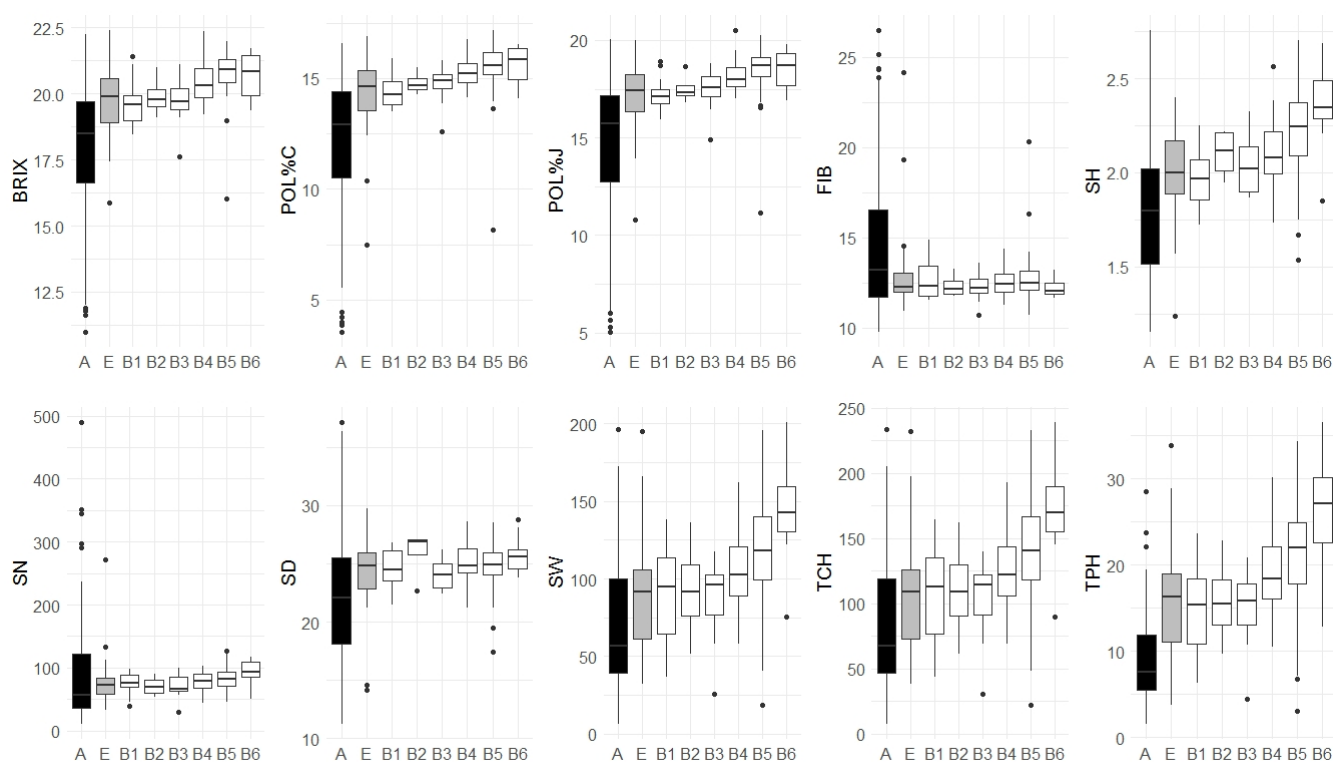 BRIX
22.5
20.0
17.5
15.0
12.5
A E B1 B2 B3 B4 B5 B6
POL%C
15
10
5
A E B1 B2 B3 B4 B5 B6
POL%J
20
15
10
5
A E B1 B2 B3 B4 B5 B6
FIB
25
20
15
10
A E B1 B2 B3 B4 B5 B6
SH
2.5
2.0
1.5
A E B1 B2 B3 B4 B5 B6
SN
500
400
300
200
100
0
A E B1 B2 B3 B4 B5 B6
SD
30
20
10
A E B1 B2 B3 B4 B5 B6
SW
200
150
100
50
0
A E B1 B2 B3 B4 B5 B6
TCH
250
200
150
100
50
0
A E B1 B2 B3 B4 B5 B6
TPH
30
20
10
0
A E B1 B2 B3 B4 B5 B6